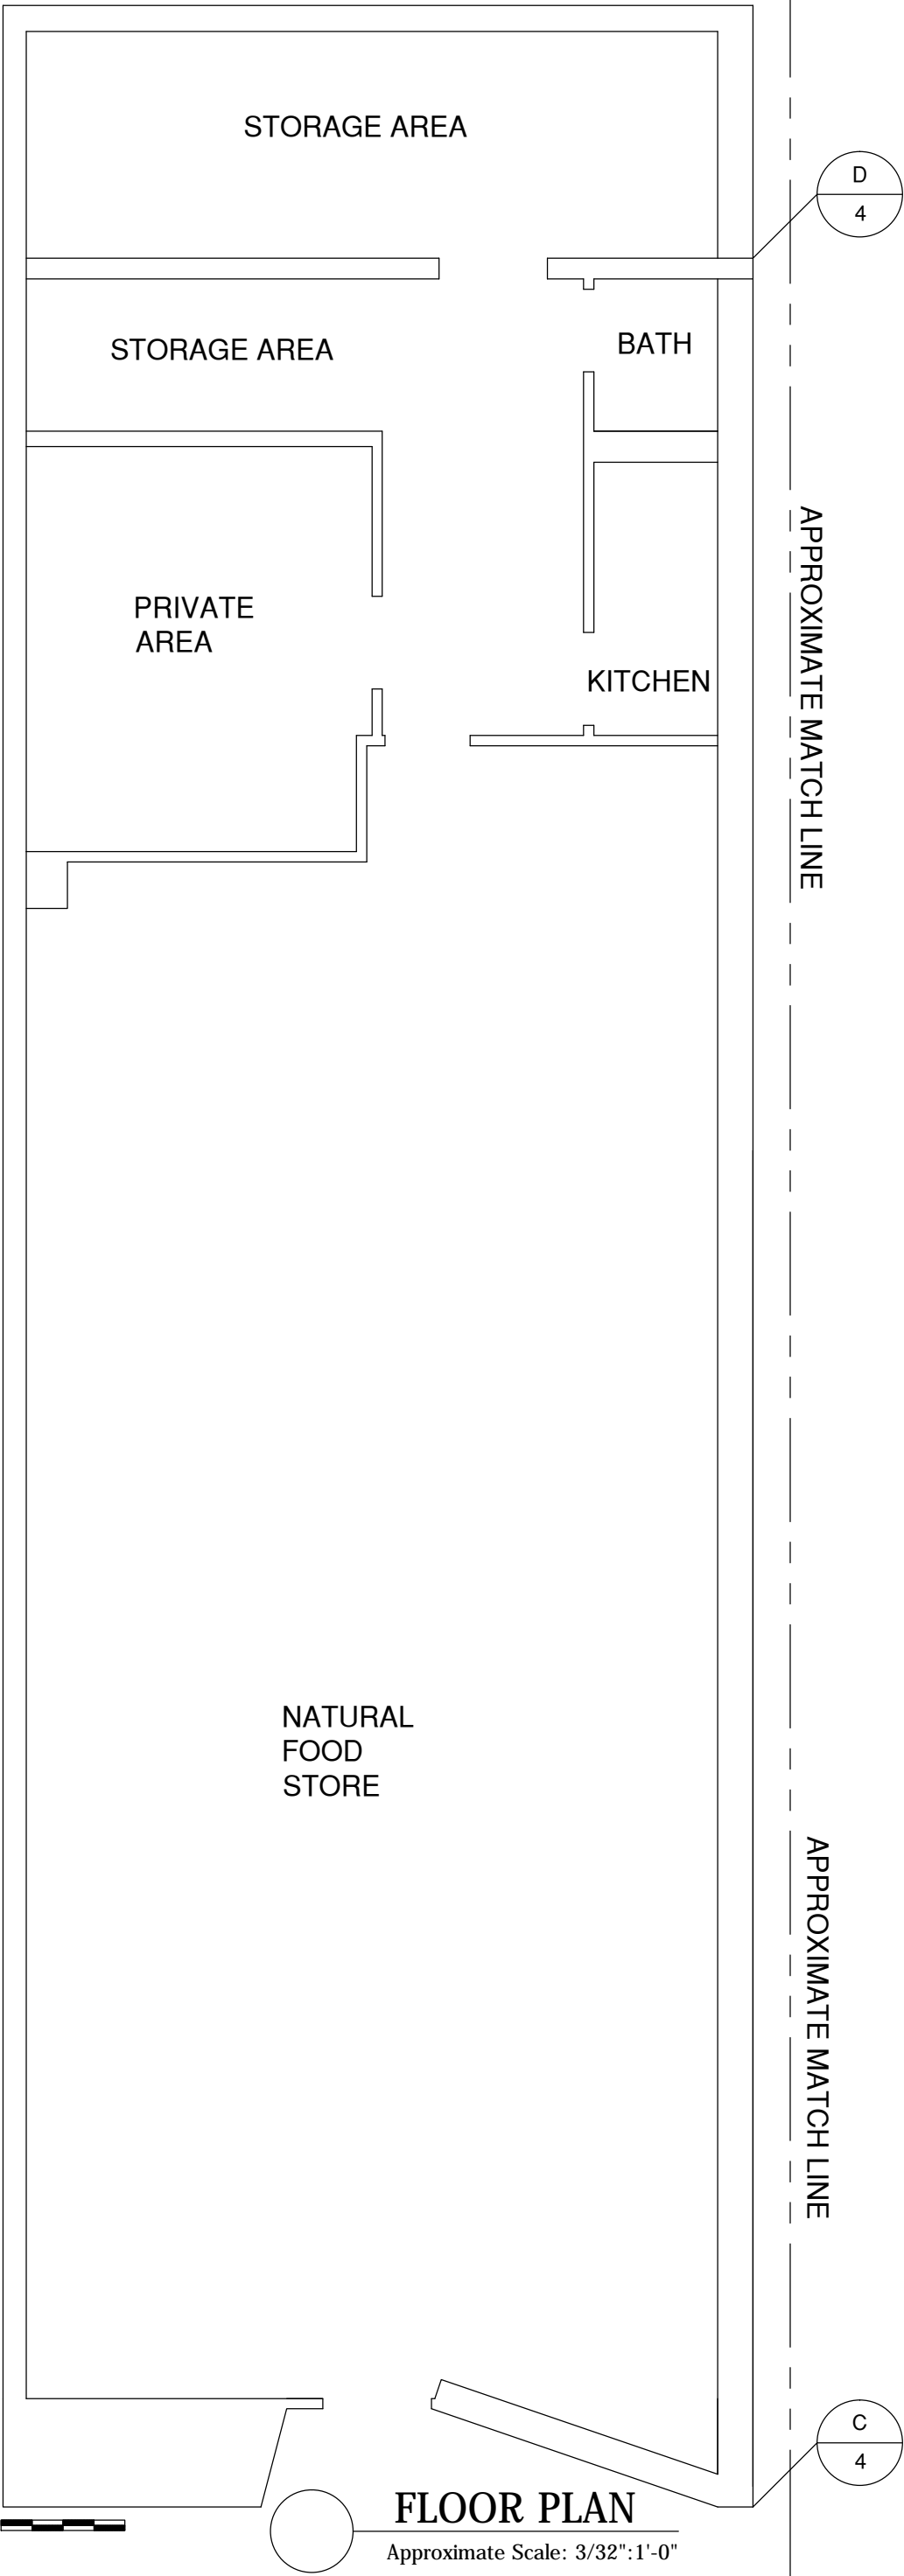 STORAGE AREA
D
4
STORAGE AREA
BATH
APPROXIMATE MATCH LINE
PRIVATE
AREA
KITCHEN
NATURAL
FOOD
STORE
APPROXIMATE MATCH LINE
C
4
FLOOR PLAN
Approximate Scale: 3/32":1'-0"